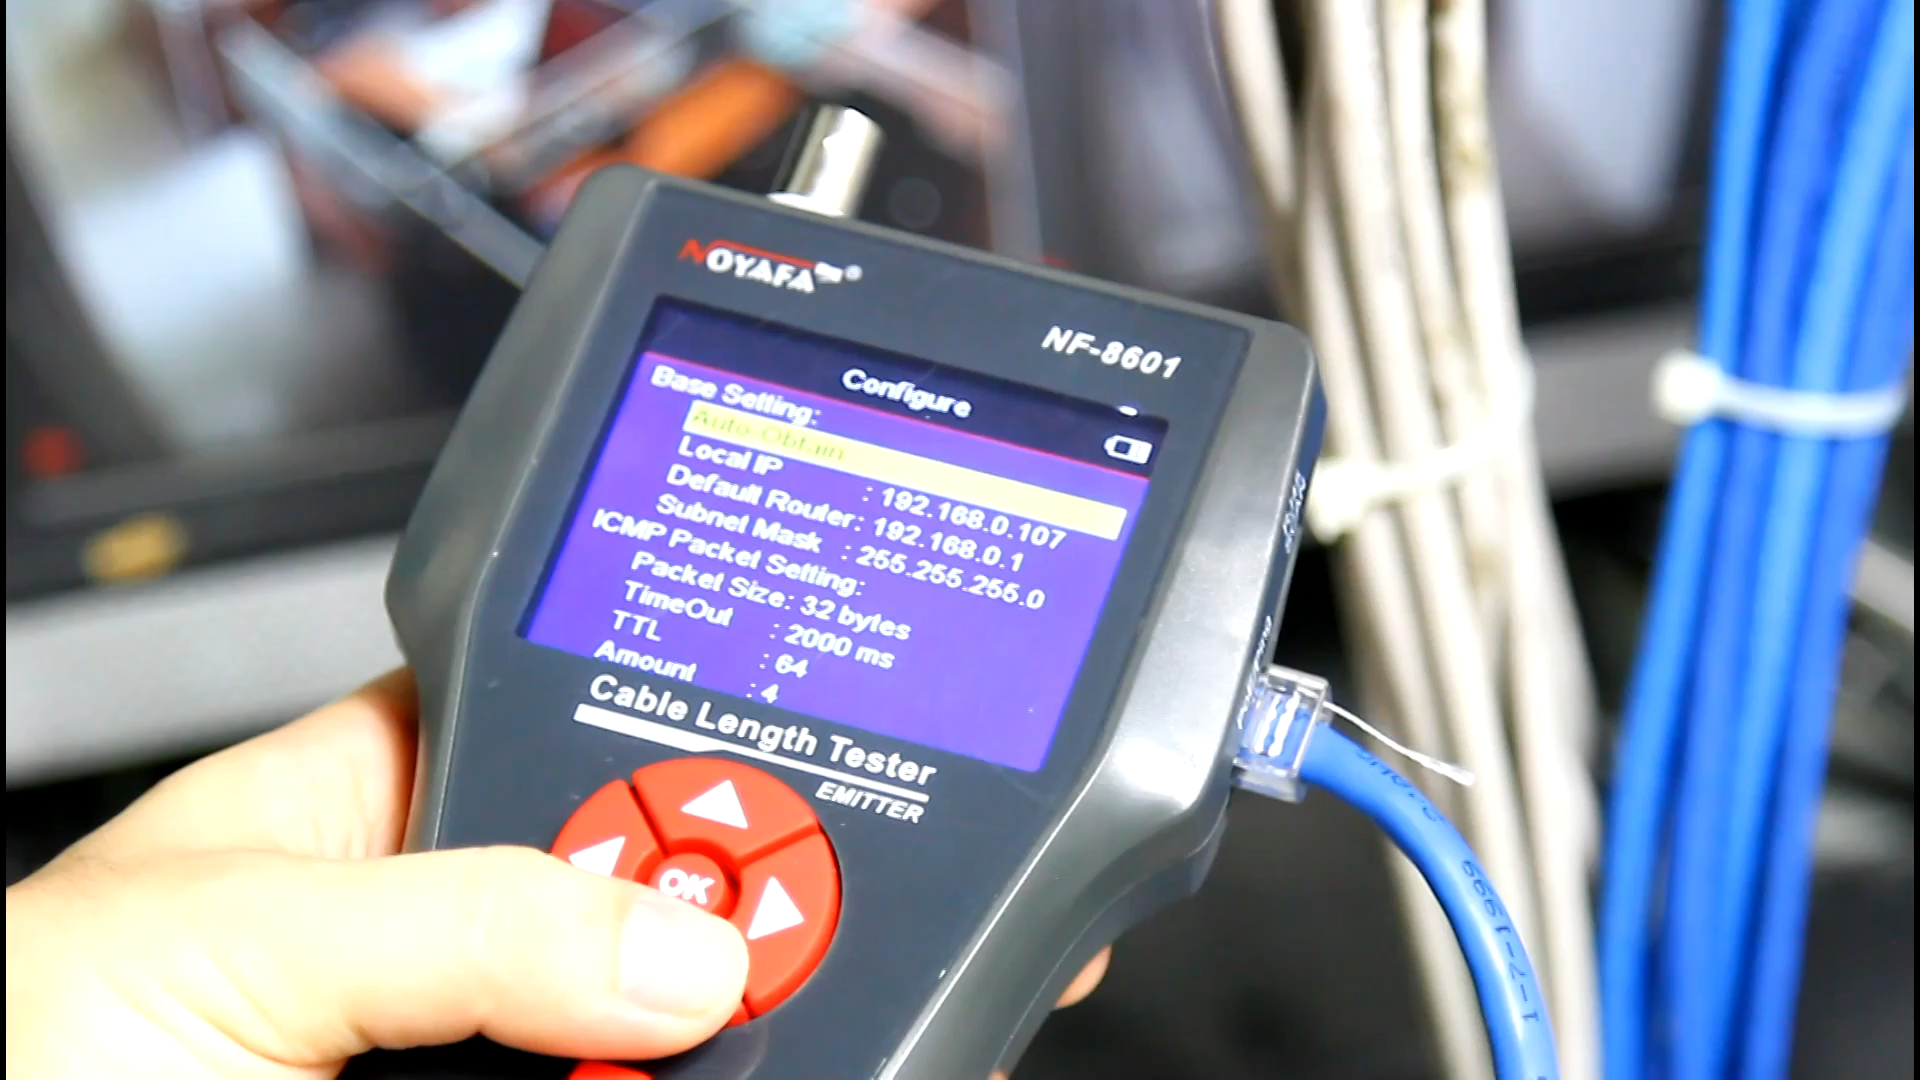 NOYAFA®
NF-8601
Configure
Base Setting:
Auto Obtain
Local IP : 192.168.0.107
Default Router: 192.168.0.1
Subnet Mask : 255.255.255.0
ICMP Packet Setting:
Packet Size: 32 bytes
TimeOut : 2000 ms
TTL : 64
Amount : 4
Cable Length Tester
EMITTER
OK